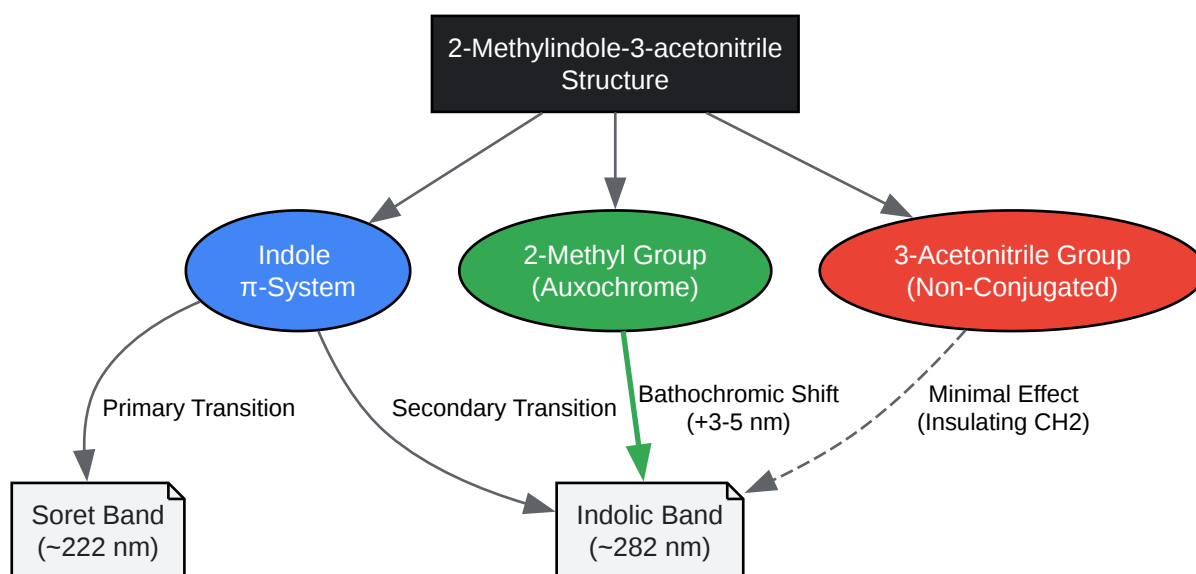 2-Methylindole-3-acetonitrile
Structure
Indole
π-System
2-Methyl Group
(Auxochrome)
3-Acetonitrile Group
(Non-Conjugated)
Primary Transition
Secondary Transition
Bathochromic Shift
(+3-5 nm)
Minimal Effect
(Insulating CH2)
Soret Band
(~222 nm)
Indolic Band
(~282 nm)